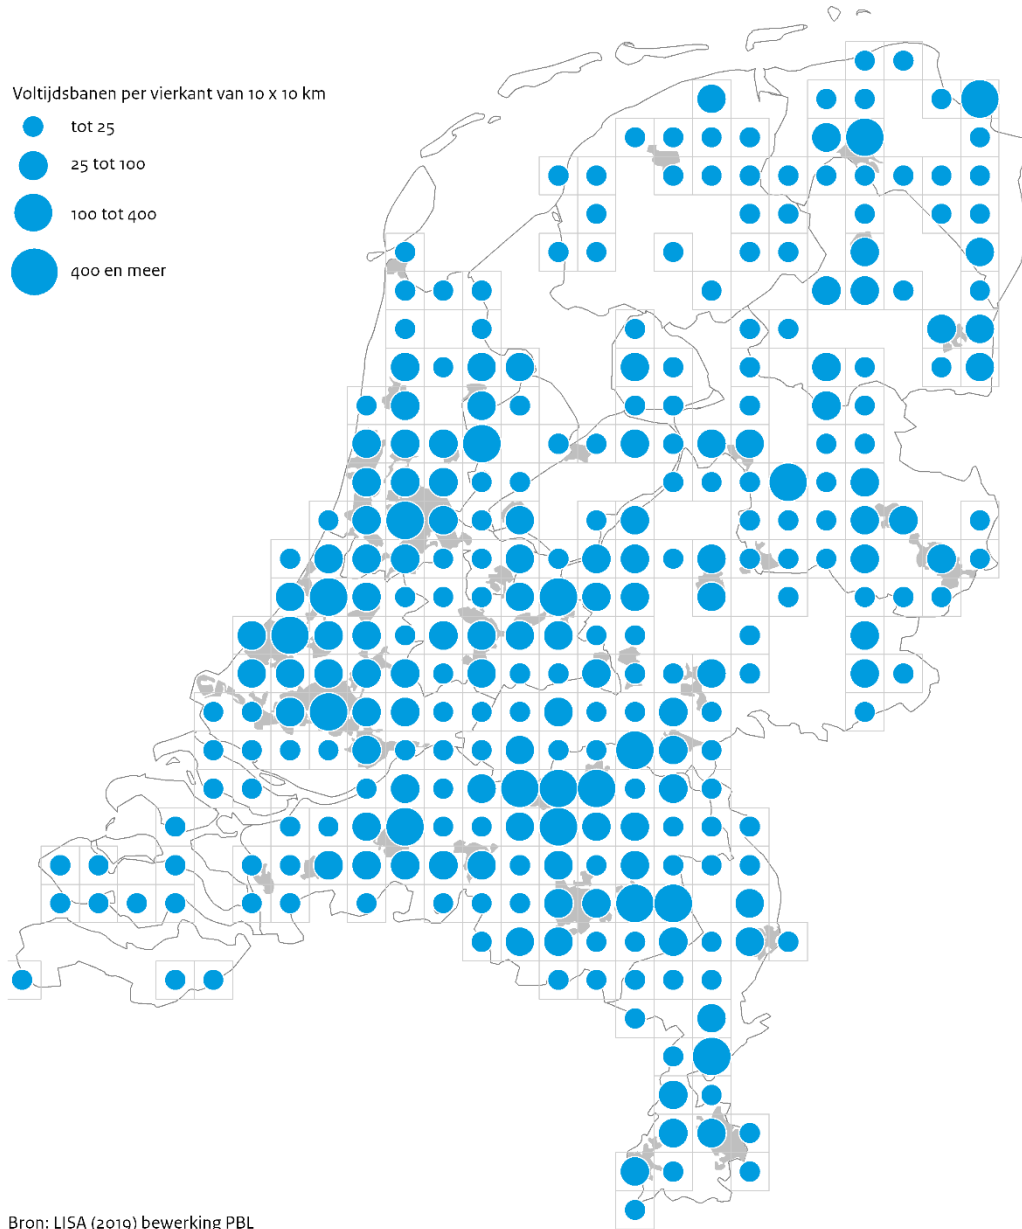 Voltijdsbanen per vierkant van 10 x 10 km
tot 25
25 tot 100
100 tot 400
400 en meer
Bron: LISA (2019) bewerking PBL